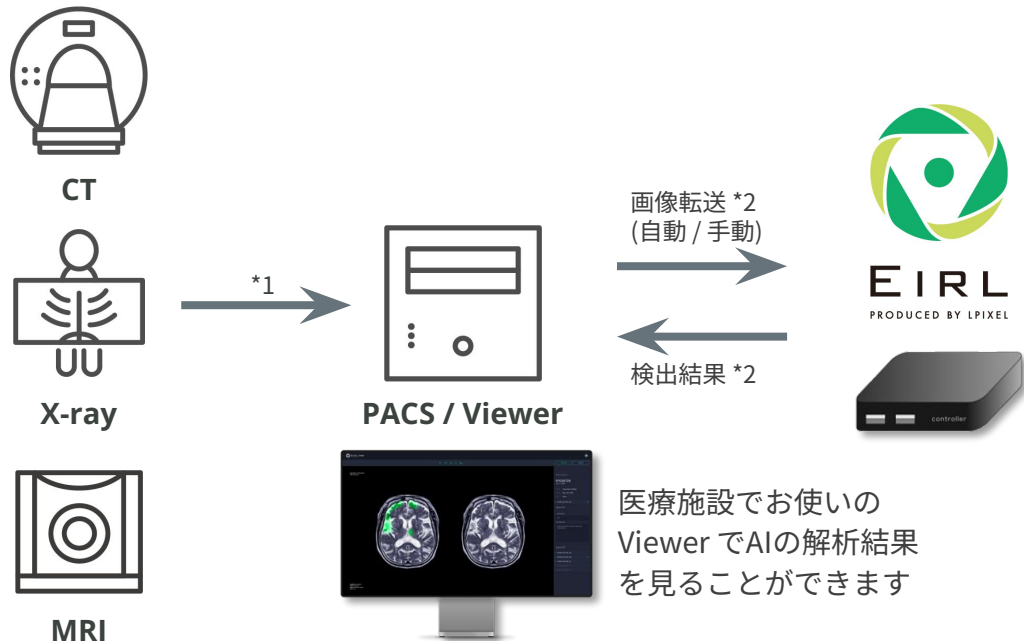 CT
X-ray
MRI
*1
PACS / Viewer
画像転送 *2
(自動 / 手動)
検出結果 *2
EIRL
PRODUCED BY LPIXEL
controller
医療施設でお使いの
Viewer でAIの解析結果
を見ることができます